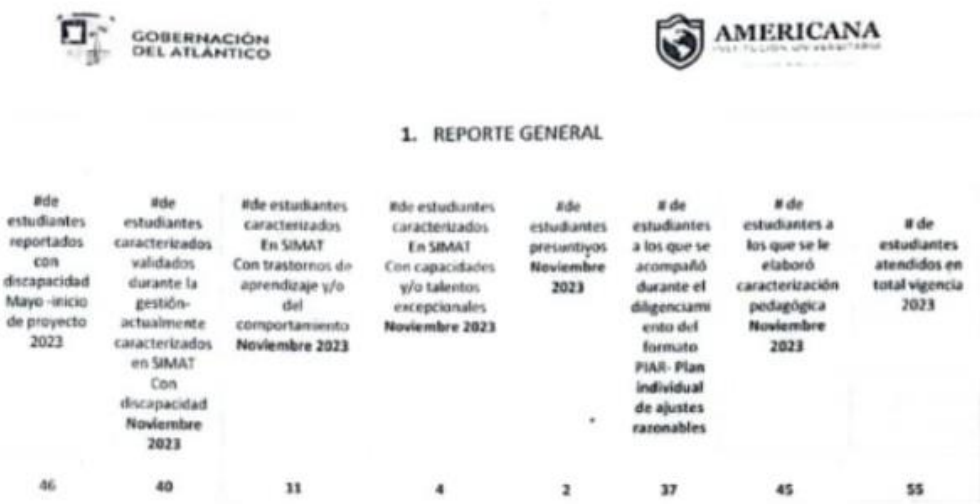 GOBERNACIÓN
DEL ATLÁNTICO
AMERICANA
INSTITUCIÓN UNIVERSITARIA
1. REPORTE GENERAL
#de
estudiantes
reportados
con
discapacidad
Mayo -inicio
de proyecto
2023
#de
estudiantes
caracterizados
validados
durante la
gestión-
actualmente
caracterizados
en SIMAT
Con
discapacidad
Noviembre
2023
#de estudiantes
caracterizados
En SIMAT
Con trastornos de
aprendizaje y/o
del
comportamiento
Noviembre 2023
#de estudiantes
caracterizados
En SIMAT
Con capacidades
y/o talentos
excepcionales
Noviembre 2023
#de
estudiantes
presuntivos
Noviembre
2023
# de
estudiantes
a los que se
acompañó
durante el
diligenciami
ento del
formato
PIAR- Plan
individual
de ajustes
razonables
# de
estudiantes a
los que se le
elaboró
caracterización
pedagógica
Noviembre
2023
# de
estudiantes
atendidos en
total vigencia
2023
46 40 11 4 2 37 45 55